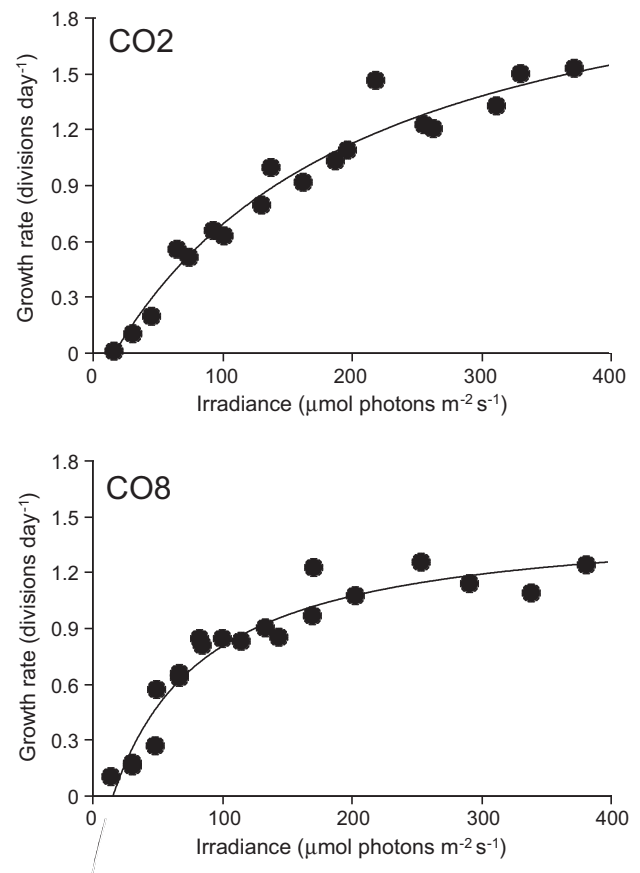 CO2
1.8
1.5
1.2
0.9
0.6
0.3
0
Growth rate (divisions day⁻¹)
0 100 200 300 400
Irradiance (μmol photons m⁻² s⁻¹)
CO8
1.8
1.5
1.2
0.9
0.6
0.3
0
Growth rate (divisions day⁻¹)
0 100 200 300 400
Irradiance (μmol photons m⁻² s⁻¹)